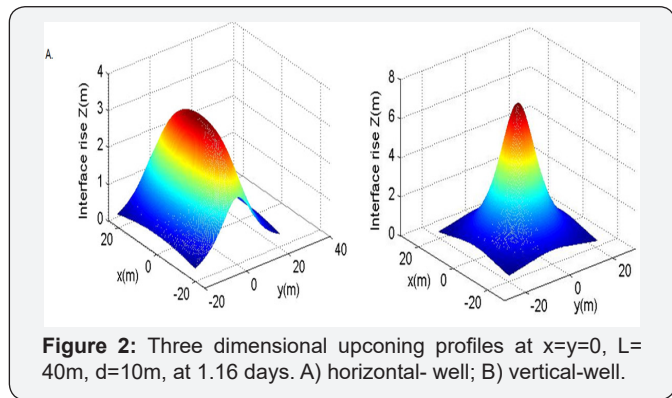 A.
4
3
2
1
0
Interface rise Z(m)
20
0
-20
x(m)
-20
0
20
40
y(m)
8
6
4
2
0
Interface rise Z(m)
20
0
-20
x(m)
-20
0
20
y(m)
Figure 2: Three dimensional upconing profiles at x=y=0, L=
40m, d=10m, at 1.16 days. A) horizontal- well; B) vertical-well.